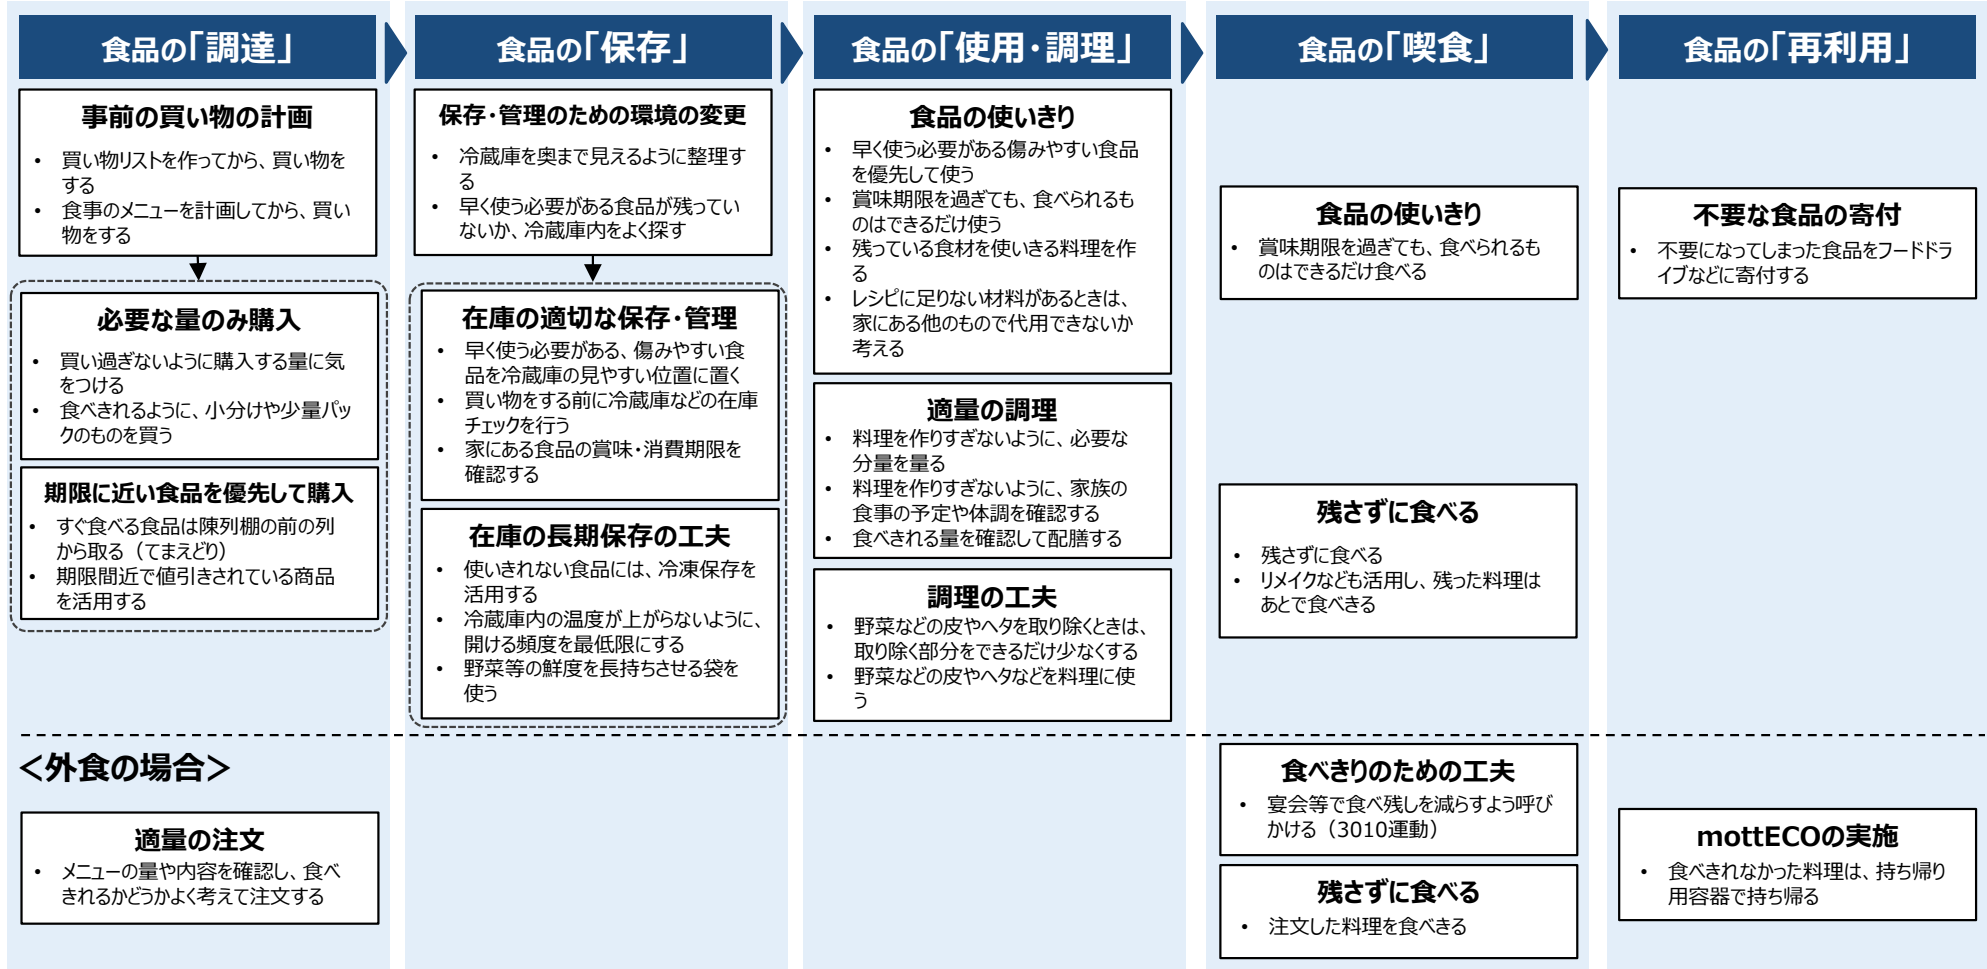 食品の「調達」
食品の「保存」
食品の「使用・調理」
食品の「喫食」
食品の「再利用」
事前の買い物の計画
• 買い物リストを作ってから、買い物を
する
• 食事のメニューを計画してから、買い
物をする
必要な量のみ購入
• 買い過ぎないように購入する量に気
をつける
• 食べきれるように、小分けや少量パッ
クのものを買う
期限に近い食品を優先して購入
• すぐ食べる食品は陳列棚の前の列
から取る（てまえどり）
• 期限間近で値引きされている商品
を活用する
保存・管理のための環境の変更
• 冷蔵庫を奥まで見えるように整理す
る
• 早く使う必要がある食品が残ってい
ないか、冷蔵庫内をよく探す
在庫の適切な保存・管理
• 早く使う必要がある、傷みやすい食
品を冷蔵庫の見やすい位置に置く
• 買い物をする前に冷蔵庫などの在庫
チェックを行う
• 家にある食品の賞味・消費期限を
確認する
在庫の長期保存の工夫
• 使いきれない食品には、冷凍保存を
活用する
• 冷蔵庫内の温度が上がらないように、
開ける頻度を最低限にする
• 野菜等の鮮度を長持ちさせる袋を
使う
食品の使いきり
• 早く使う必要がある傷みやすい食品
を優先して使う
• 賞味期限を過ぎても、食べられるも
のはできるだけ使う
• 残っている食材を使いきる料理を作
る
• レシピに足りない材料があるときは、
家にある他のもので代用できないか
考える
適量の調理
• 料理を作りすぎないように、必要な
分量を量る
• 料理を作りすぎないように、家族の
食事の予定や体調を確認する
• 食べきれる量を確認して配膳する
調理の工夫
• 野菜などの皮やヘタを取り除くときは、
取り除く部分をできるだけ少なくする
• 野菜などの皮やヘタなどを料理に使
う
食品の使いきり
• 賞味期限を過ぎても、食べられるも
のはできるだけ食べる
残さずに食べる
• 残さずに食べる
• リメイクなども活用し、残った料理は
あとで食べきる
不要な食品の寄付
• 不要になってしまった食品をフードドラ
イブなどに寄付する
＜外食の場合＞
適量の注文
• メニューの量や内容を確認し、食べ
きれるかどうかよく考えて注文する
食べきりのための工夫
• 宴会等で食べ残しを減らすよう呼び
かける（3010運動）
残さずに食べる
• 注文した料理を食べきる
mottECOの実施
• 食べきれなかった料理は、持ち帰り
用容器で持ち帰る